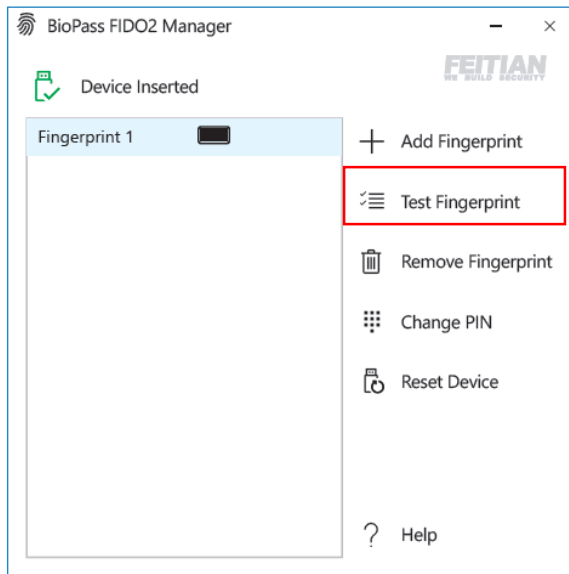 BioPass FIDO2 Manager
FEITIAN
WE BUILD SECURITY
Device Inserted
Fingerprint 1
Add Fingerprint
Test Fingerprint
Remove Fingerprint
Change PIN
Reset Device
? Help